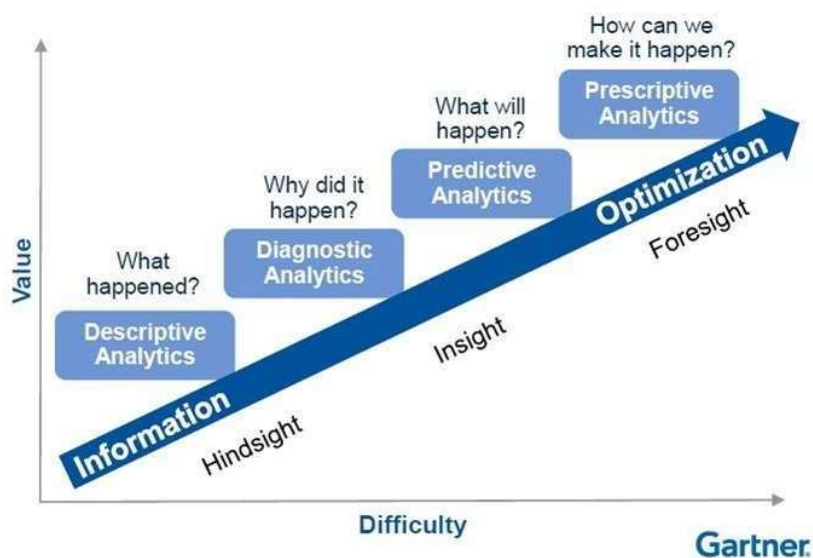 How can we
make it happen?
Prescriptive
Analytics
What will
happen?
Predictive
Analytics
Why did it
happen?
Diagnostic
Analytics
What
happened?
Descriptive
Analytics
Value
Information
Optimization
Hindsight
Insight
Foresight
Difficulty
Gartner